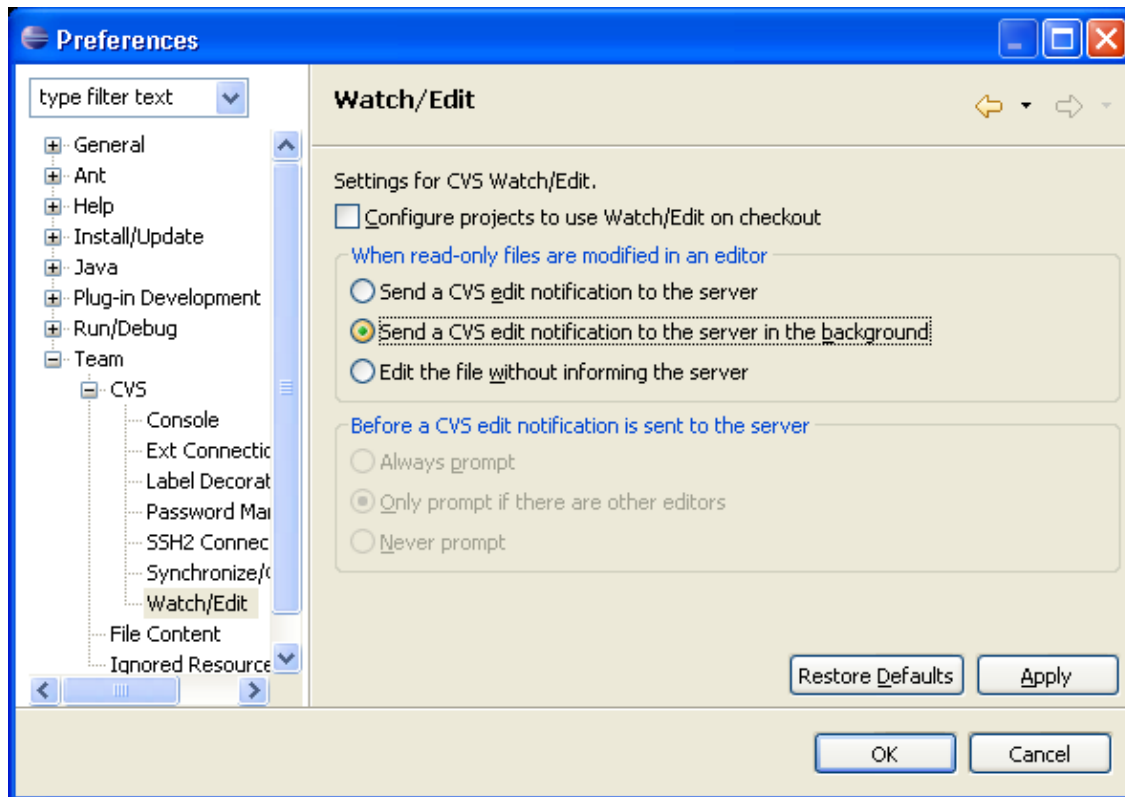 Preferences
type filter text
General
Ant
Help
Install/Update
Java
Plug-in Development
Run/Debug
Team
CVS
Console
Ext Connectic
Label Decorat
Password Mar
SSH2 Connec
Synchronize/
Watch/Edit
File Content
Ignored Resource
Watch/Edit
Settings for CVS Watch/Edit.
Configure projects to use Watch/Edit on checkout
When read-only files are modified in an editor
Send a CVS edit notification to the server
Send a CVS edit notification to the server in the background
Edit the file without informing the server
Before a CVS edit notification is sent to the server
Always prompt
Only prompt if there are other editors
Never prompt
Restore Defaults
Apply
OK
Cancel